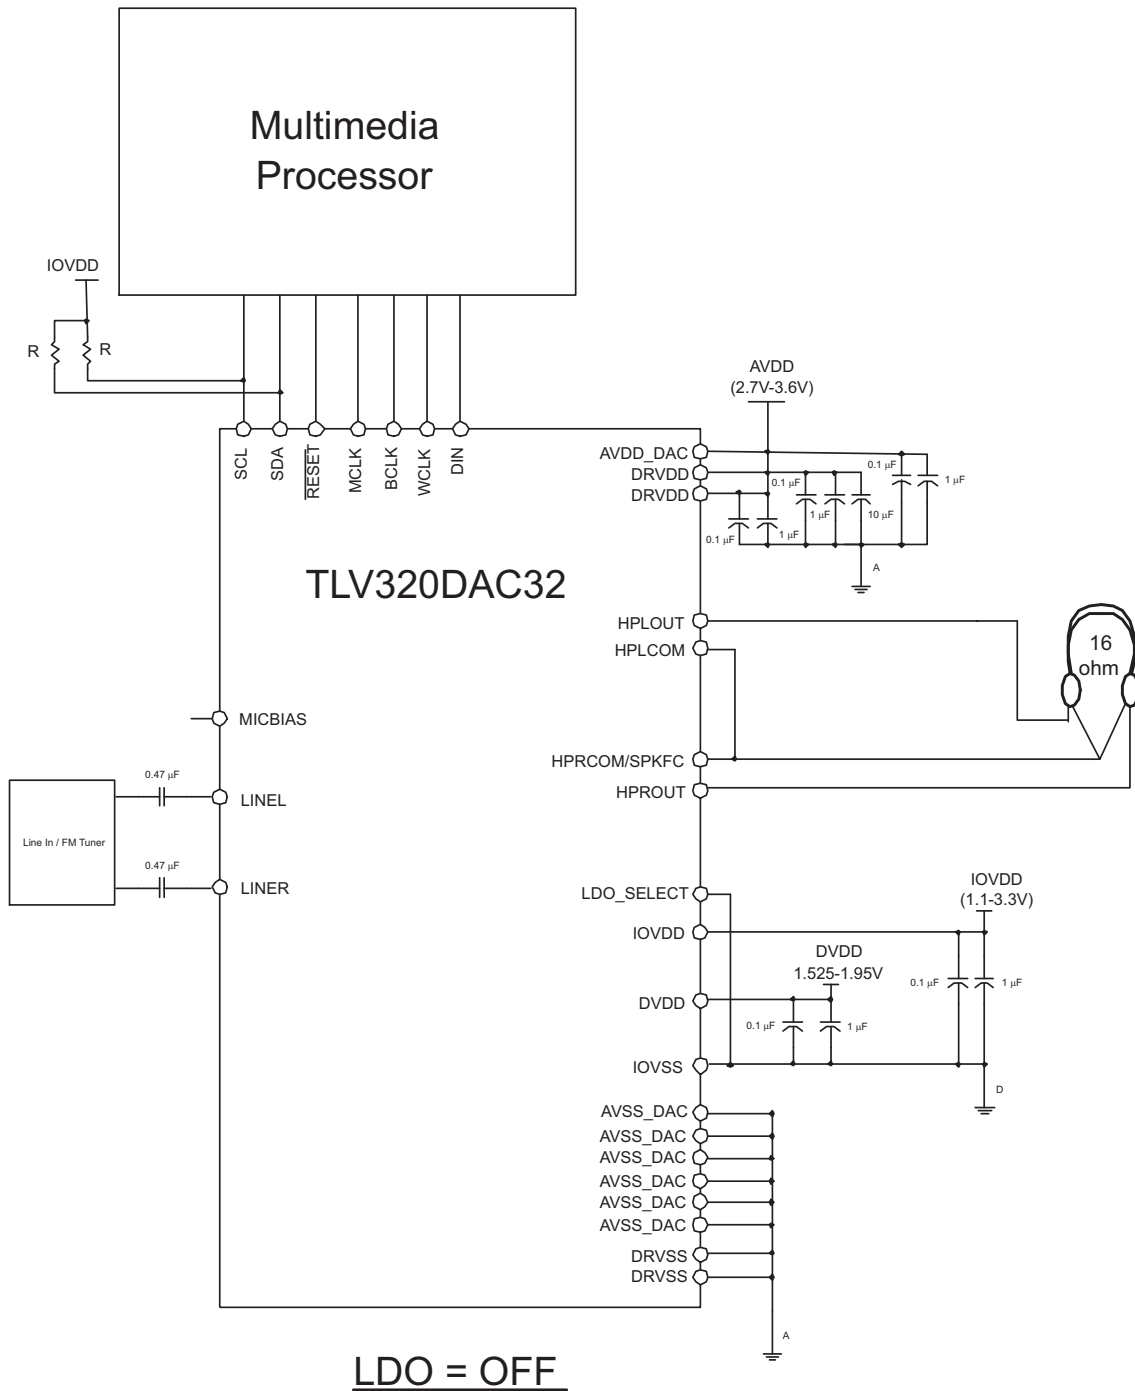 Multimedia
Processor
IOVDD
R
R
SCL
SDA
RESET
MCLK
BCLK
WCLK
DIN
AVDD
(2.7V-3.6V)
AVDD_DAC
DRVDD
DRVDD
0.1 μF
1 μF
0.1 μF
1 μF
10 μF
0.1 μF
1 μF
A
TLV320DAC32
HPLOUT
HPLCOM
16
ohm
MICBIAS
HPRCOM/SPKFC
HPROUT
0.47 μF
LINEL
Line In / FM Tuner
0.47 μF
LINER
LDO_SELECT
IOVDD
(1.1-3.3V)
IOVDD
DVDD
1.525-1.95V
0.1 μF
1 μF
DVDD
0.1 μF
1 μF
IOVSS
D
AVSS_DAC
AVSS_DAC
AVSS_DAC
AVSS_DAC
AVSS_DAC
AVSS_DAC
DRVSS
DRVSS
A
LDO = OFF